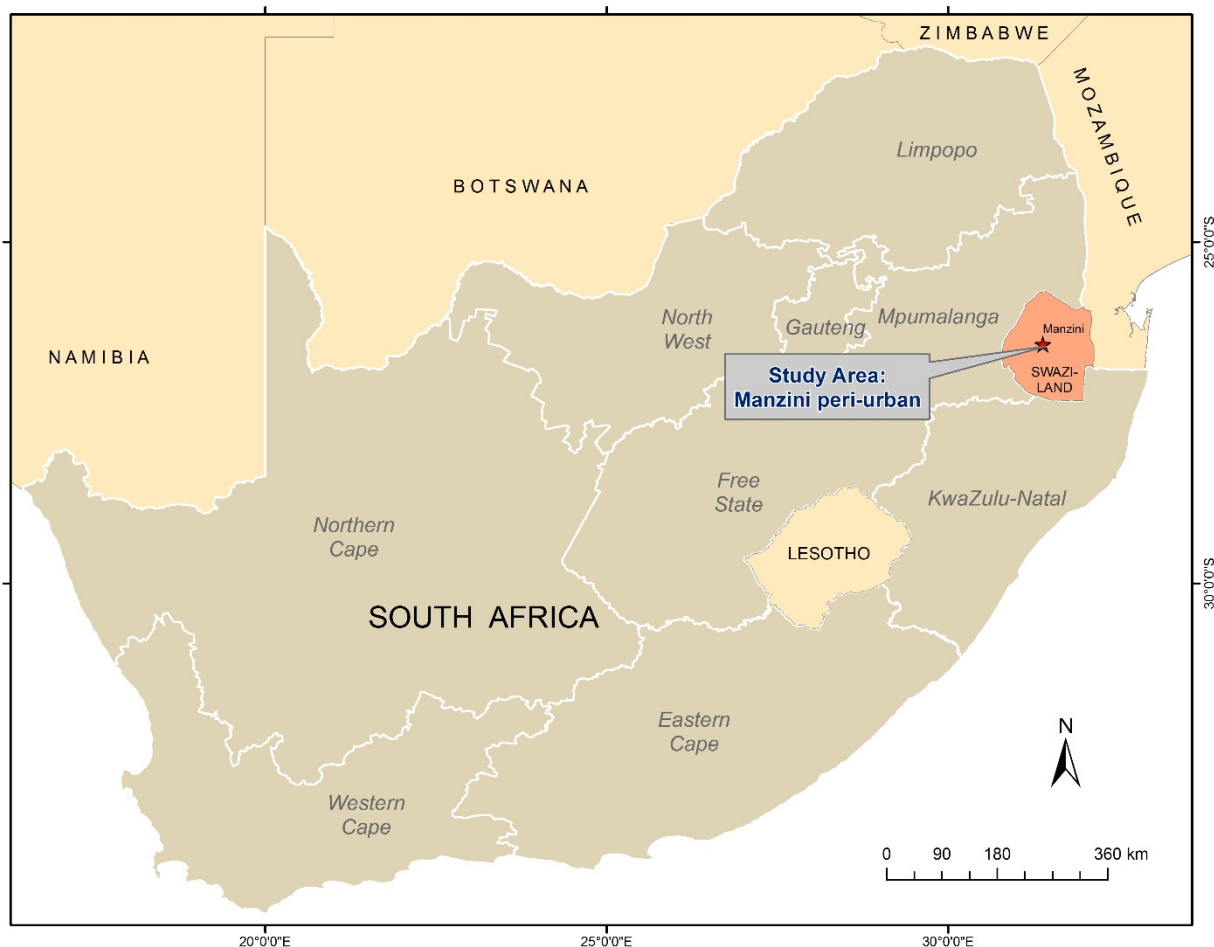 ZIMBABWE
MOZAMBIQUE
Limpopo
BOTSWANA
25°0'0"S
North
West
Gauteng
Mpumalanga
Manzini
NAMIBIA
SWAZI-
LAND
Study Area:
Manzini peri-urban
Free
State
KwaZulu-Natal
Northern
Cape
LESOTHO
30°0'0"S
SOUTH AFRICA
Eastern
Cape
N
Western
Cape
0 90 180 360 km
20°0'0"E 25°0'0"E 30°0'0"E